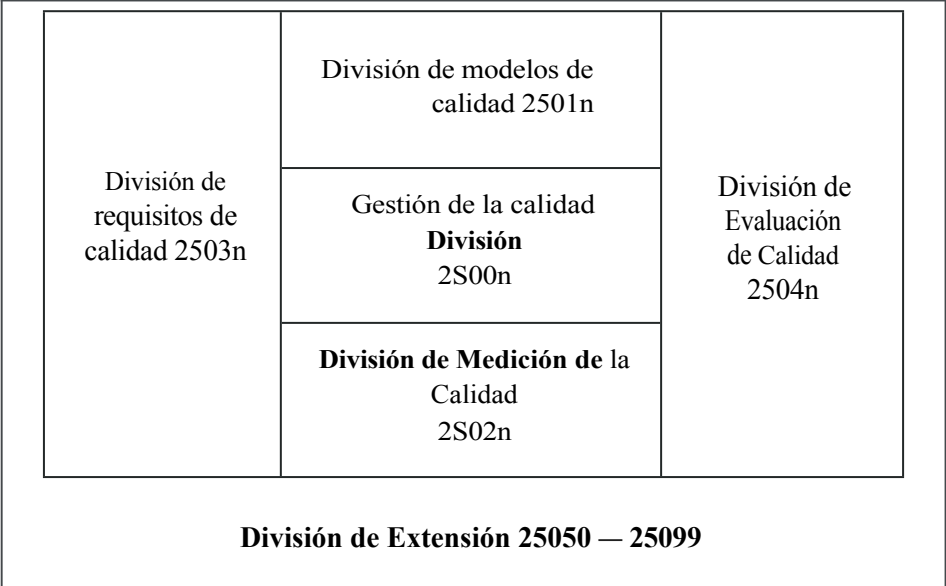 División de
requisitos de
calidad 2503n
División de modelos de
calidad 2501n
Gestión de la calidad
División
2S00n
División de Medición de la
Calidad
2S02n
División de
Evaluación
de Calidad
2504n
División de Extensión 25050 — 25099